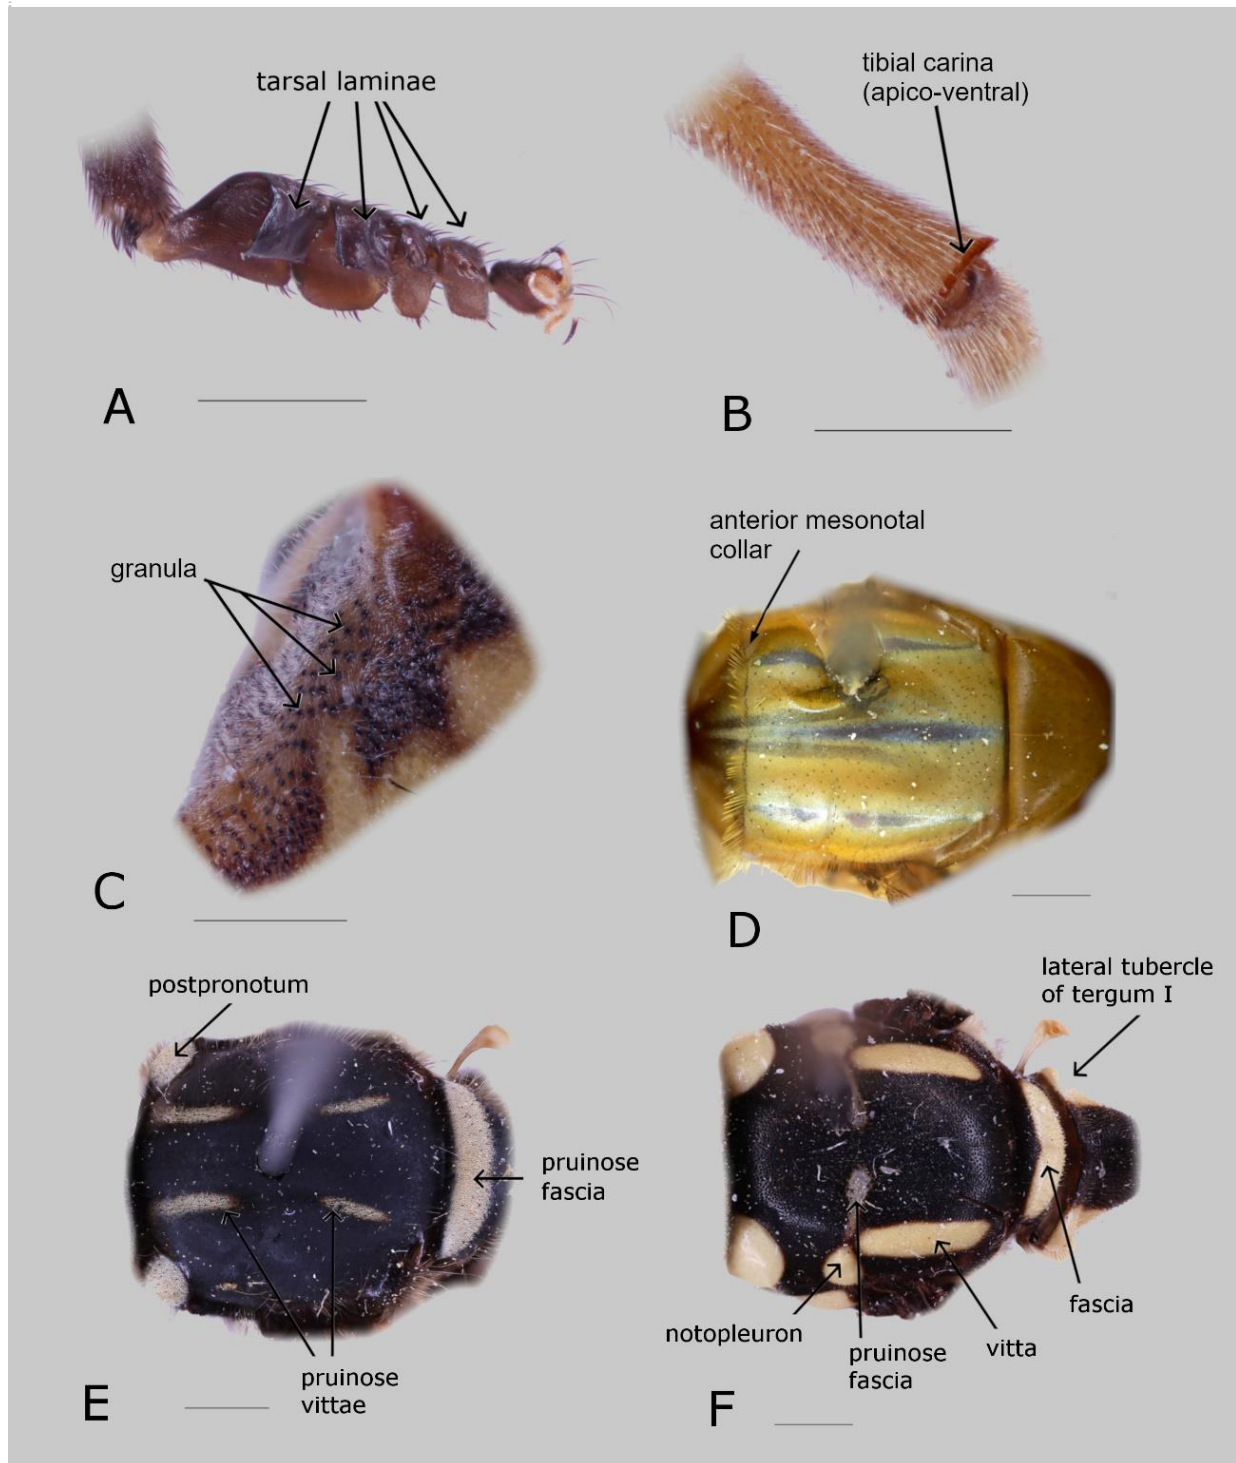 tarsal laminae
A
tibial carina
(apico-ventral)
B
granula
C
anterior mesonotal
collar
D
postpronotum
pruinose
fascia
pruinose
vittae
E
lateral tubercle
of tergum I
fascia
vitta
notopleuron
pruinose
fascia
F